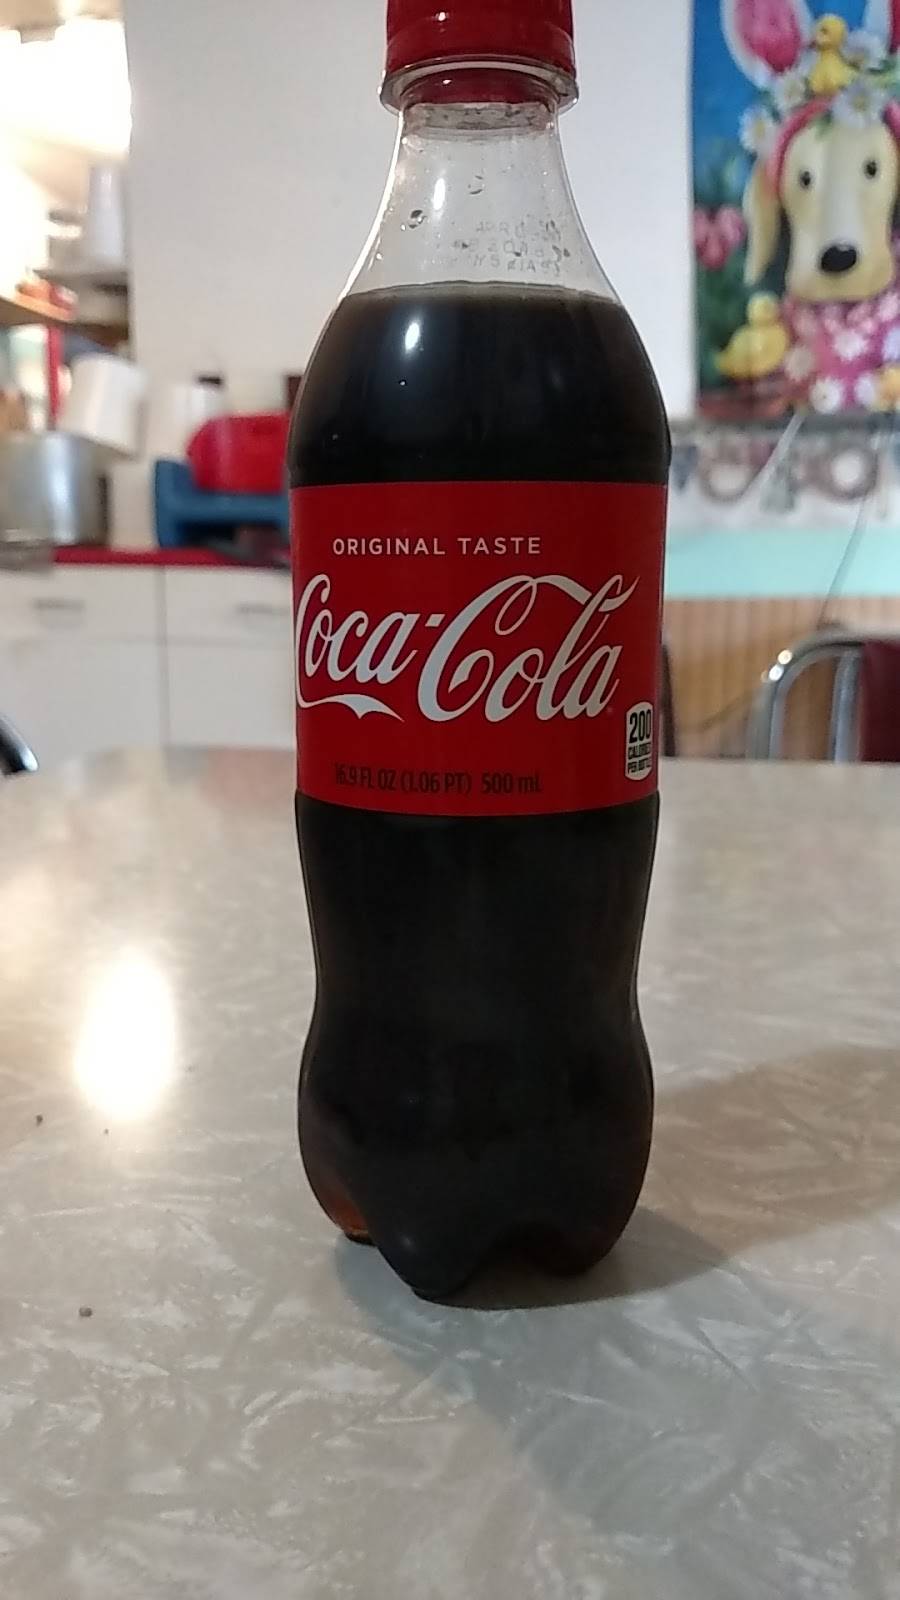 ORIGINAL TASTE
Coca-Cola
200
CALORIES
PER BOTTLE
16.9 FL OZ (1.06 PT) 500 mL